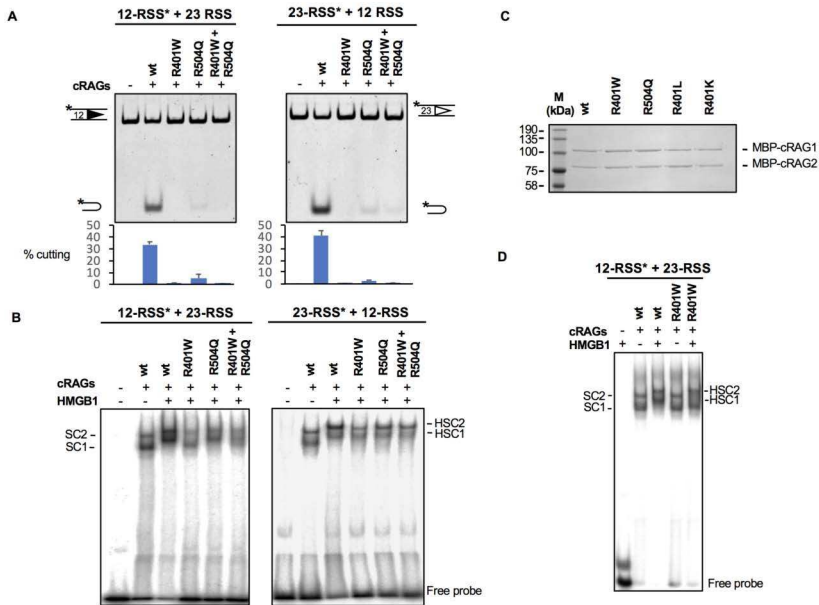 A
12-RSS* + 23 RSS
23-RSS* + 12 RSS
wt
R401W
R504Q
R401W +
R504Q
wt
R401W
R504Q
R401W +
R504Q
cRAGs - + + + + - + + + +
*
12
*
23
*
*
% cutting
50
40
30
20
10
0
50
40
30
20
10
0
B
12-RSS* + 23-RSS
23-RSS* + 12-RSS
wt
wt
R401W
R504Q
R401W +
R504Q
wt
wt
R401W
R504Q
R401W +
R504Q
cRAGs - + + + + + - + + + + +
HMGB1 - - + + + + - - + + + +
SC2
SC1
HSC2
HSC1
Free probe
C
M
(kDa)
wt
R401W
R504Q
R401L
R401K
190
135
100
75
58
MBP-cRAG1
MBP-cRAG2
D
12-RSS* + 23-RSS
wt
wt
R401W
R401W
cRAGs - + + + +
HMGB1 + - + - +
SC2
SC1
HSC2
HSC1
Free probe